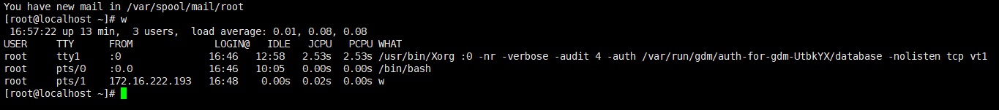 You have new mail in /var/spool/mail/root
[root@localhost ~]# w
 16:57:22 up 13 min,  3 users,  load average: 0.01, 0.08, 0.08
USER     TTY      FROM              LOGIN@   IDLE   JCPU   PCPU WHAT
root     tty1     :0               16:46   12:58   2.53s  2.53s /usr/bin/Xorg :0 -nr -verbose -audit 4 -auth /var/run/gdm/auth-for-gdm-UtbkYX/database -nolisten tcp vt1
root     pts/0    :0.0             16:46   10:05   0.00s  0.00s /bin/bash
root     pts/1    172.16.222.193   16:48    0.00s  0.02s  0.00s w
[root@localhost ~]#